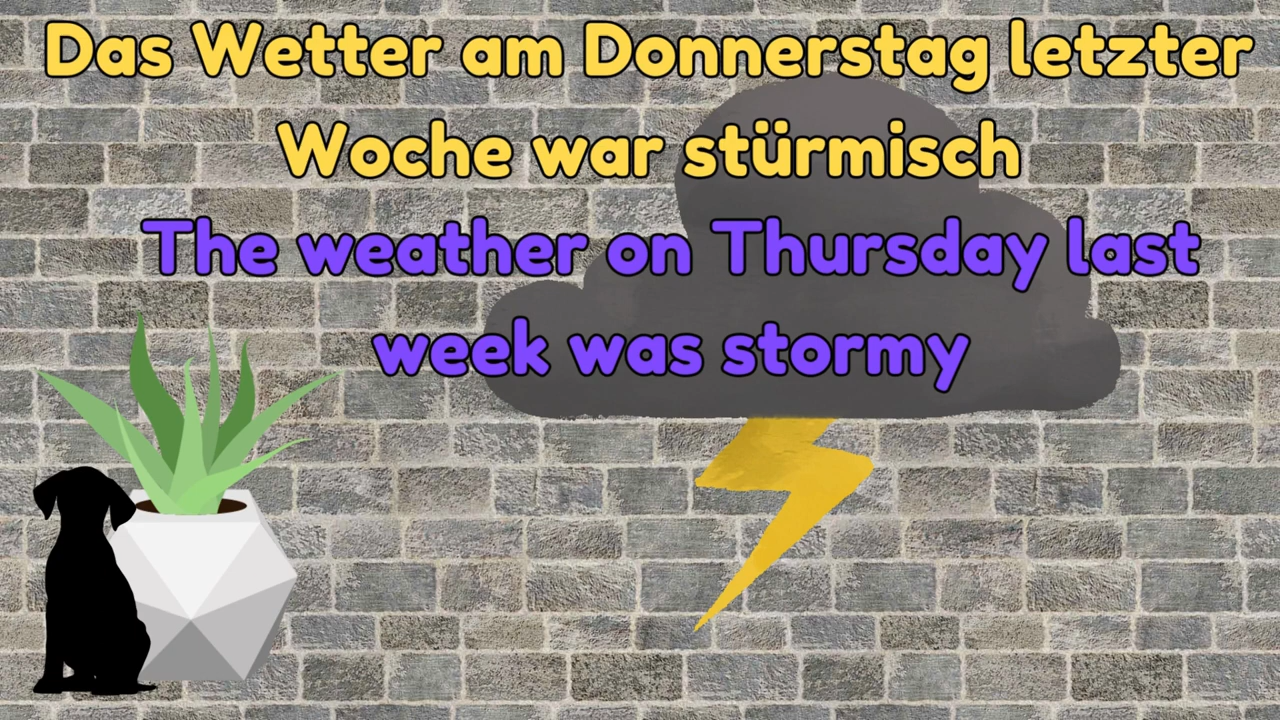 Das Wetter am Donnerstag letzter
Woche war stürmisch
The weather on Thursday last
week was stormy